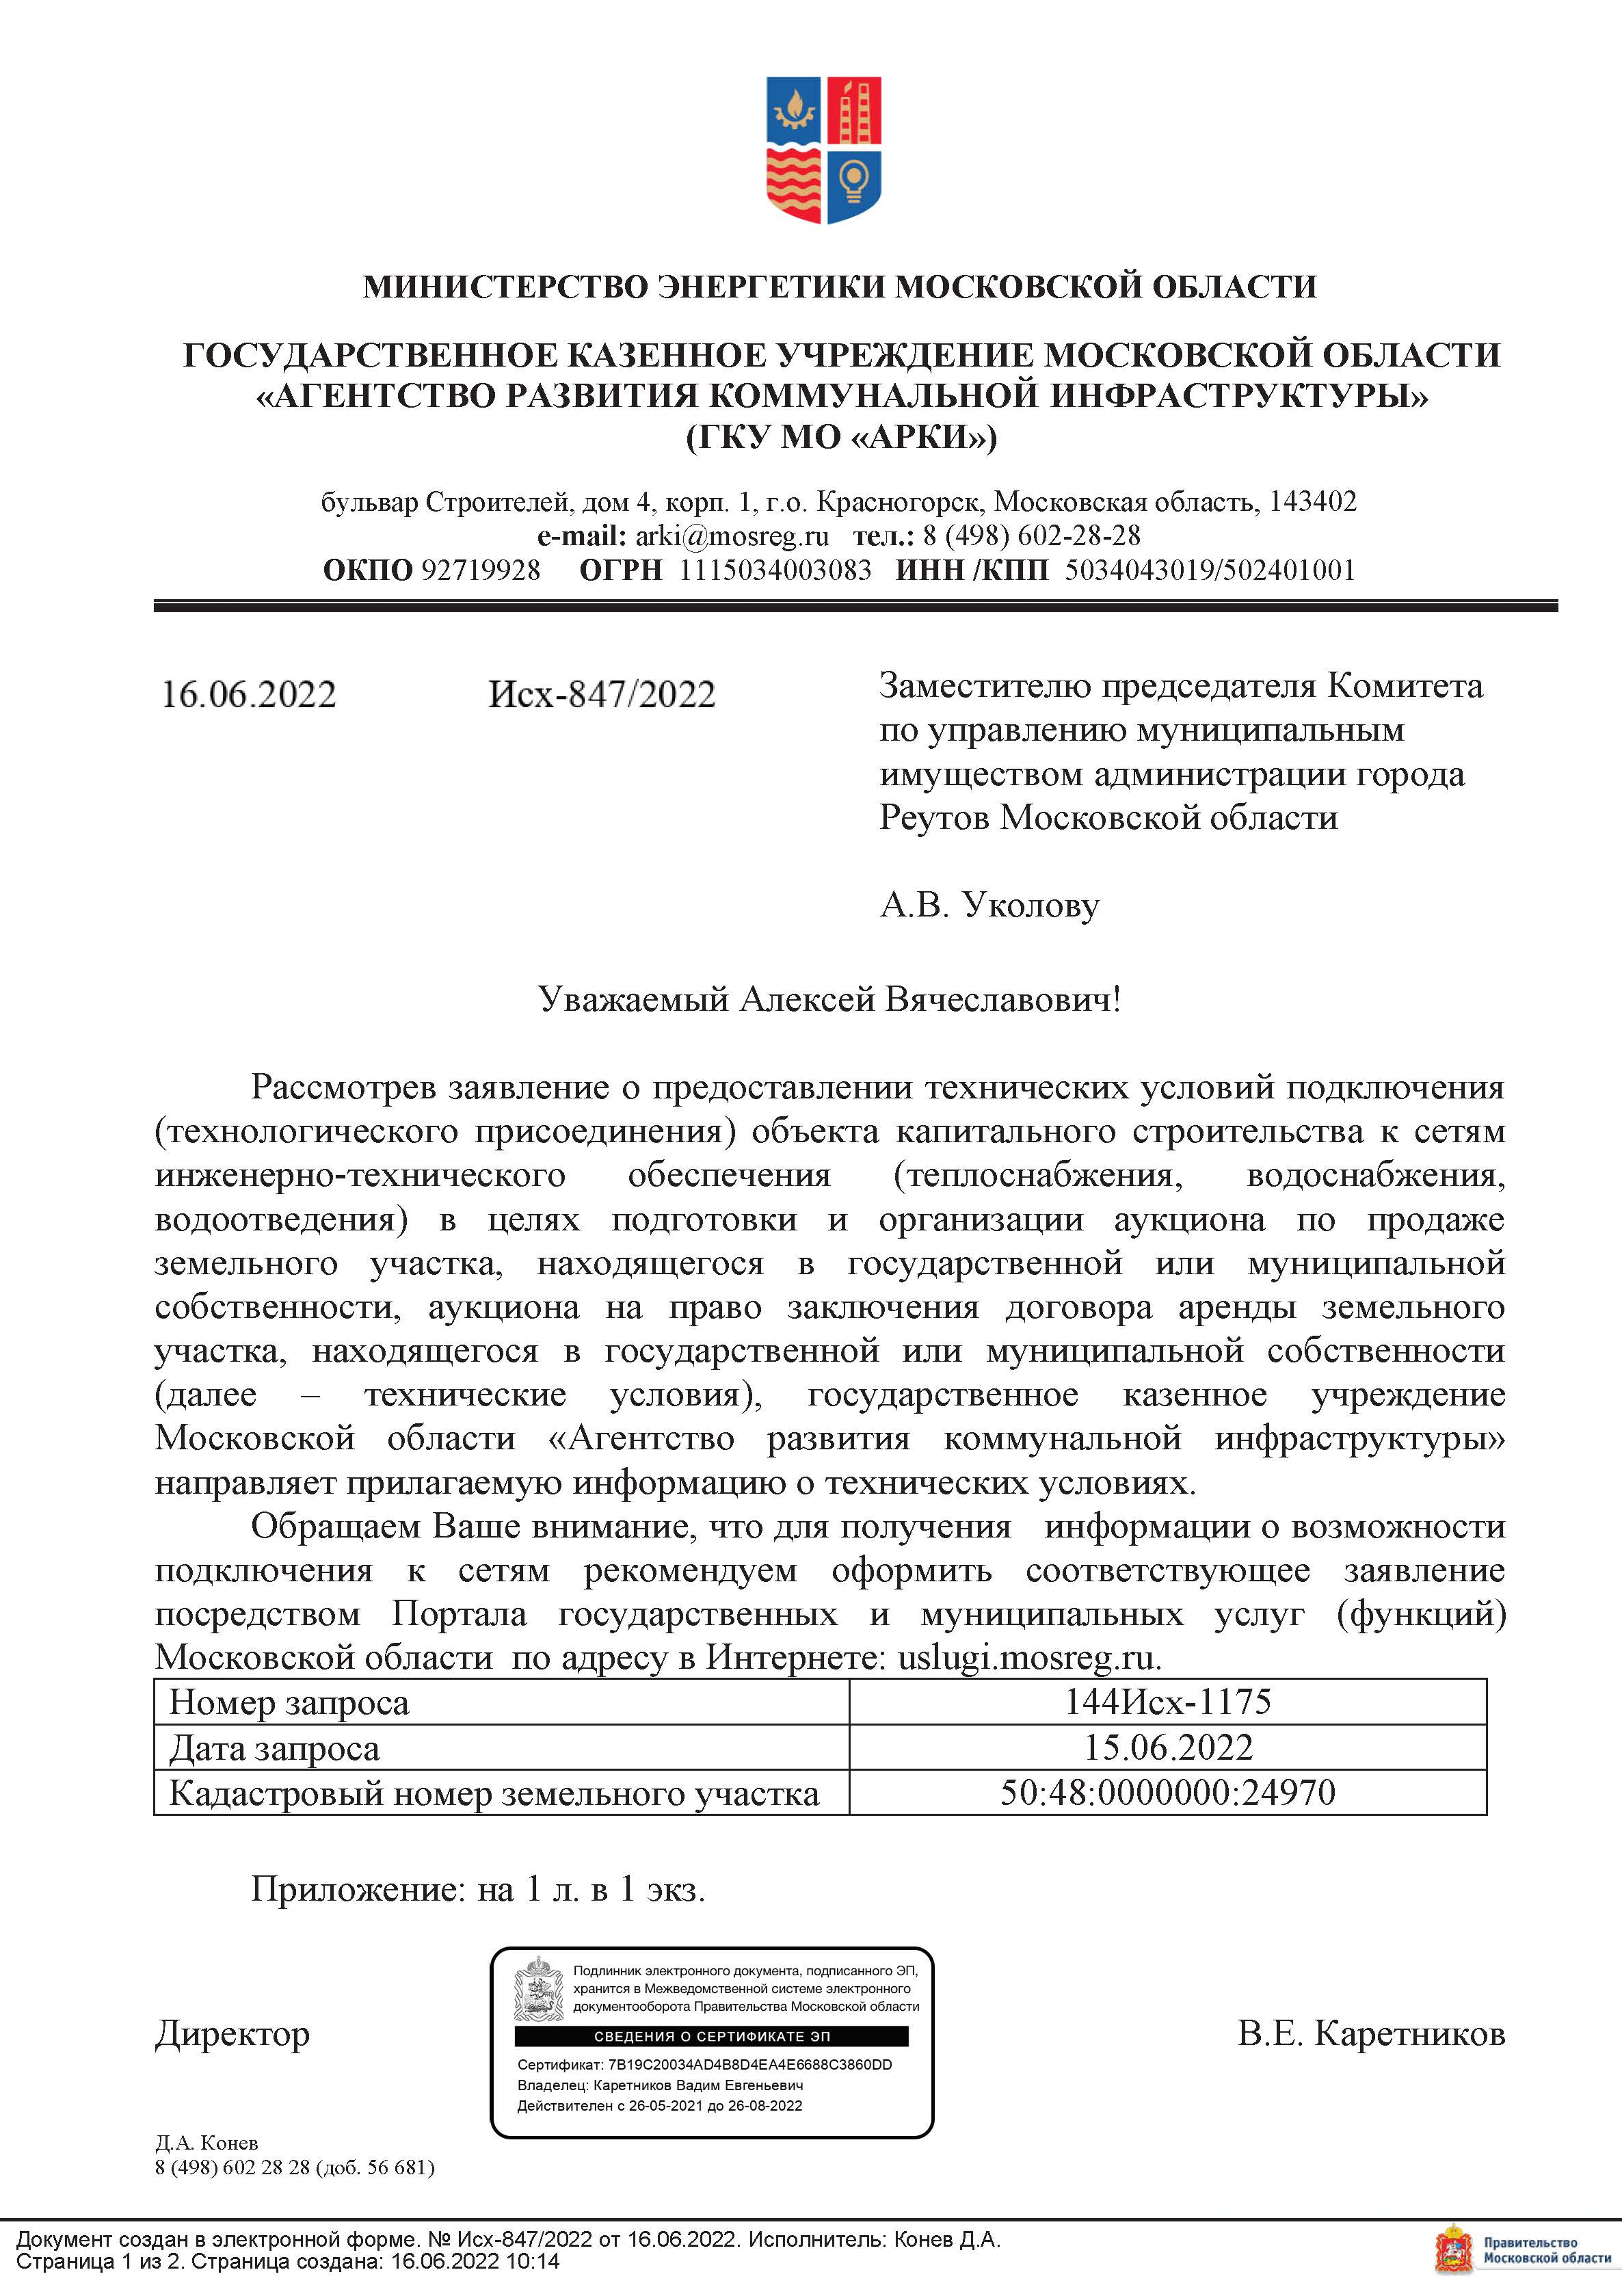 МИНИСТЕРСТВО ЭНЕРГЕТИКИ МОСКОВСКОЙ ОБЛАСТИ
ГОСУДАРСТВЕННОЕ КАЗЕННОЕ УЧРЕЖДЕНИЕ МОСКОВСКОЙ ОБЛАСТИ
«АГЕНТСТВО РАЗВИТИЯ КОММУНАЛЬНОЙ ИНФРАСТРУКТУРЫ»
(ГКУ МО «АРКИ»)
бульвар Строителей, дом 4, корп. 1, г.о. Красногорск, Московская область, 143402
e-mail: arki@mosreg.ru тел.: 8 (498) 602-28-28
ОКПО 92719928 ОГРН 1115034003083 ИНН /КПП 5034043019/502401001
16.06.2022 Исх-847/2022
Заместителю председателя Комитета
по управлению муниципальным
имуществом администрации города
Реутов Московской области
А.В. Уколову
Уважаемый Алексей Вячеславович!
Рассмотрев заявление о предоставлении технических условий подключения
(технологического присоединения) объекта капитального строительства к сетям
инженерно-технического обеспечения (теплоснабжения, водоснабжения,
водоотведения) в целях подготовки и организации аукциона по продаже
земельного участка, находящегося в государственной или муниципальной
собственности, аукциона на право заключения договора аренды земельного
участка, находящегося в государственной или муниципальной собственности
(далее – технические условия), государственное казенное учреждение
Московской области «Агентство развития коммунальной инфраструктуры»
направляет прилагаемую информацию о технических условиях.
Обращаем Ваше внимание, что для получения информации о возможности
подключения к сетям рекомендуем оформить соответствующее заявление
посредством Портала государственных и муниципальных услуг (функций)
Московской области по адресу в Интернете: uslugi.mosreg.ru.
Номер запроса 144Исх-1175
Дата запроса 15.06.2022
Кадастровый номер земельного участка 50:48:0000000:24970
Приложение: на 1 л. в 1 экз.
Подлинник электронного документа, подписанного ЭП,
хранится в Межведомственной системе электронного
документооборота Правительства Московской области
СВЕДЕНИЯ О СЕРТИФИКАТЕ ЭП
Сертификат: 7B19C20034AD4B8D4EA4E6688C3860DD
Владелец: Каретников Вадим Евгеньевич
Действителен с 26-05-2021 до 26-08-2022
Директор В.Е. Каретников
Д.А. Конев
8 (498) 602 28 28 (доб. 56 681)
Документ создан в электронной форме. № Исх-847/2022 от 16.06.2022. Исполнитель: Конев Д.А.
Страница 1 из 2. Страница создана: 16.06.2022 10:14
Правительство
Московской области